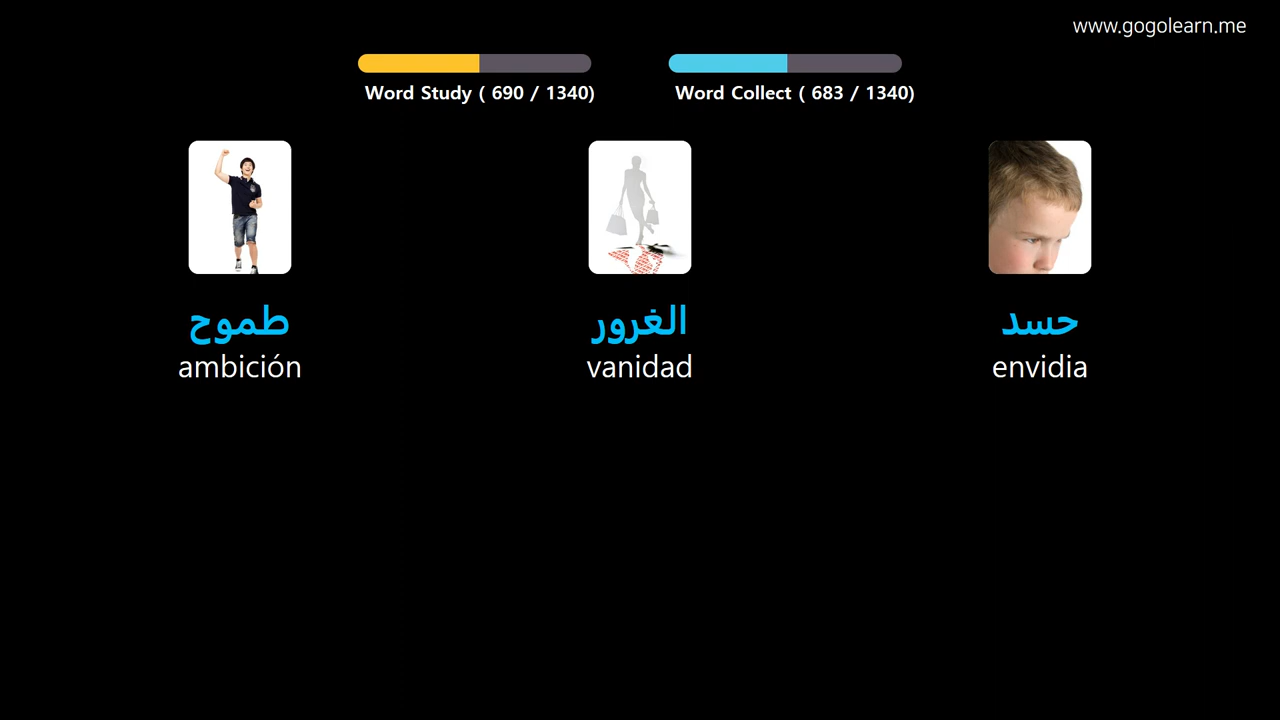 www.gogolearn.me
Word Study ( 690 / 1340)
Word Collect ( 683 / 1340)
طموح
ambición
الغرور
vanidad
حسد
envidia